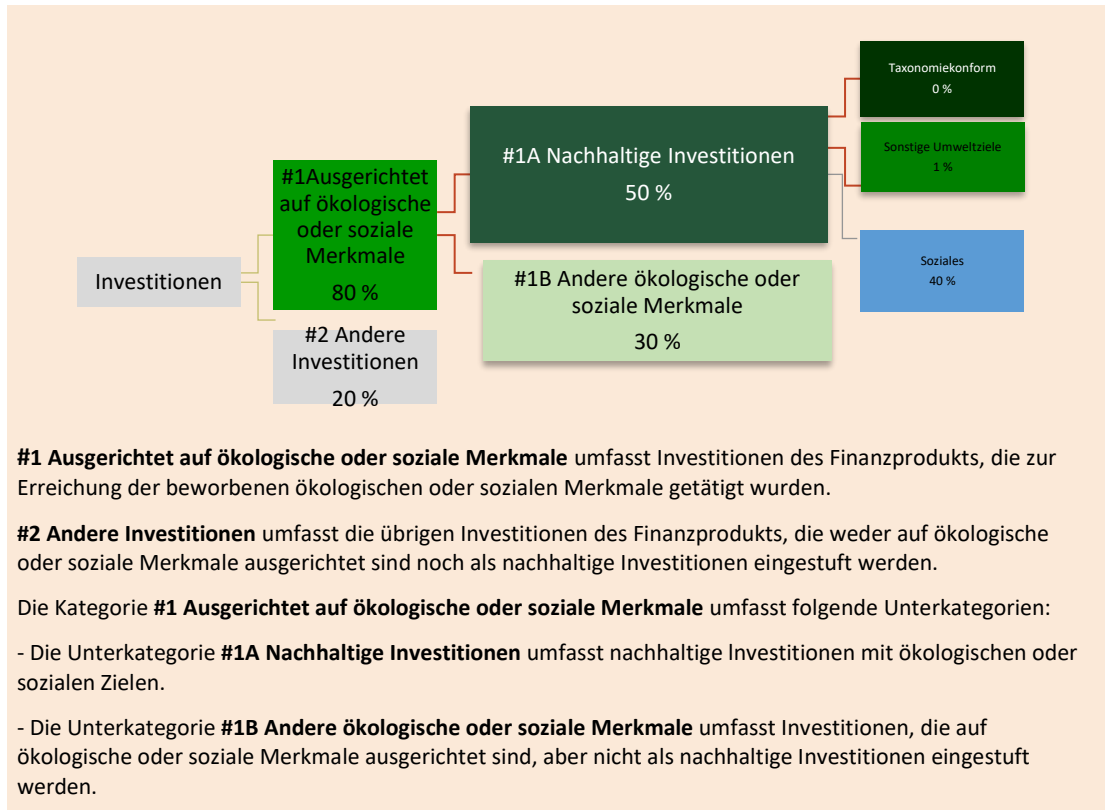 Taxonomiekonform
0 %
#1A Nachhaltige Investitionen
50 %
Sonstige Umweltziele
1 %
#1Ausgerichtet
auf ökologische
oder soziale
Merkmale
80 %
Investitionen
Soziales
40 %
#1B Andere ökologische oder
soziale Merkmale
30 %
#2 Andere
Investitionen
20 %
#1 Ausgerichtet auf ökologische oder soziale Merkmale umfasst Investitionen des Finanzprodukts, die zur
Erreichung der beworbenen ökologischen oder sozialen Merkmale getätigt wurden.
#2 Andere Investitionen umfasst die übrigen Investitionen des Finanzprodukts, die weder auf ökologische
oder soziale Merkmale ausgerichtet sind noch als nachhaltige Investitionen eingestuft werden.
Die Kategorie #1 Ausgerichtet auf ökologische oder soziale Merkmale umfasst folgende Unterkategorien:
- Die Unterkategorie #1A Nachhaltige Investitionen umfasst nachhaltige Investitionen mit ökologischen oder
sozialen Zielen.
- Die Unterkategorie #1B Andere ökologische oder soziale Merkmale umfasst Investitionen, die auf
ökologische oder soziale Merkmale ausgerichtet sind, aber nicht als nachhaltige Investitionen eingestuft
werden.